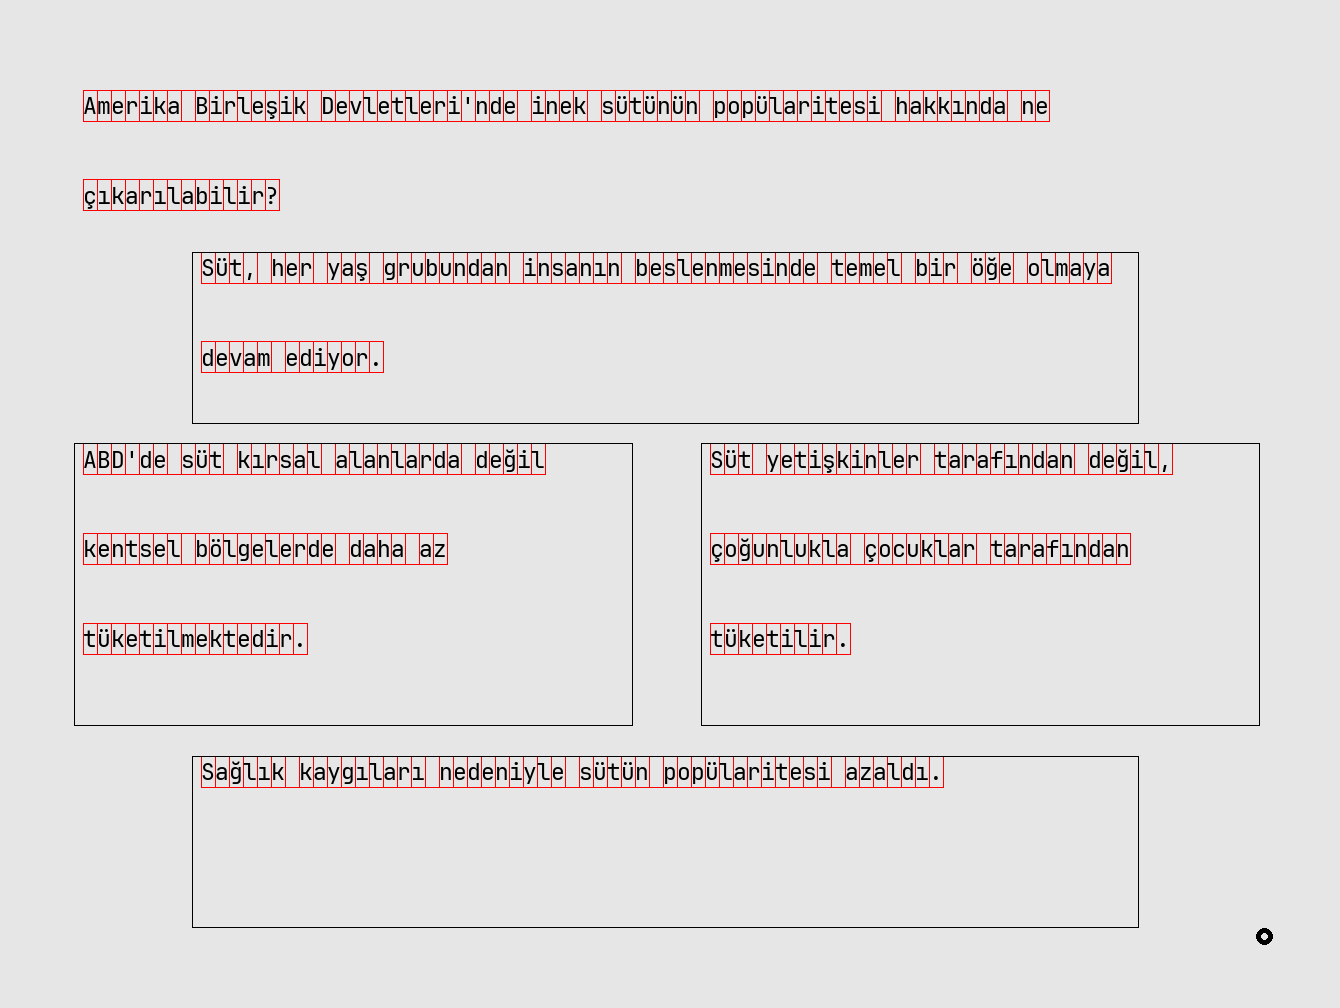 Amerika Birleşik Devletleri'nde inek sütünün popülaritesi hakkında ne
çıkarılabilir?
Süt, her yaş grubundan insanın beslenmesinde temel bir öğe olmaya
devam ediyor.
ABD'de süt kırsal alanlarda değil
kentsel bölgelerde daha az
tüketilmektedir.
Süt yetişkinler tarafından değil,
çoğunlukla çocuklar tarafından
tüketilir.
Sağlık kaygıları nedeniyle sütün popülaritesi azaldı.